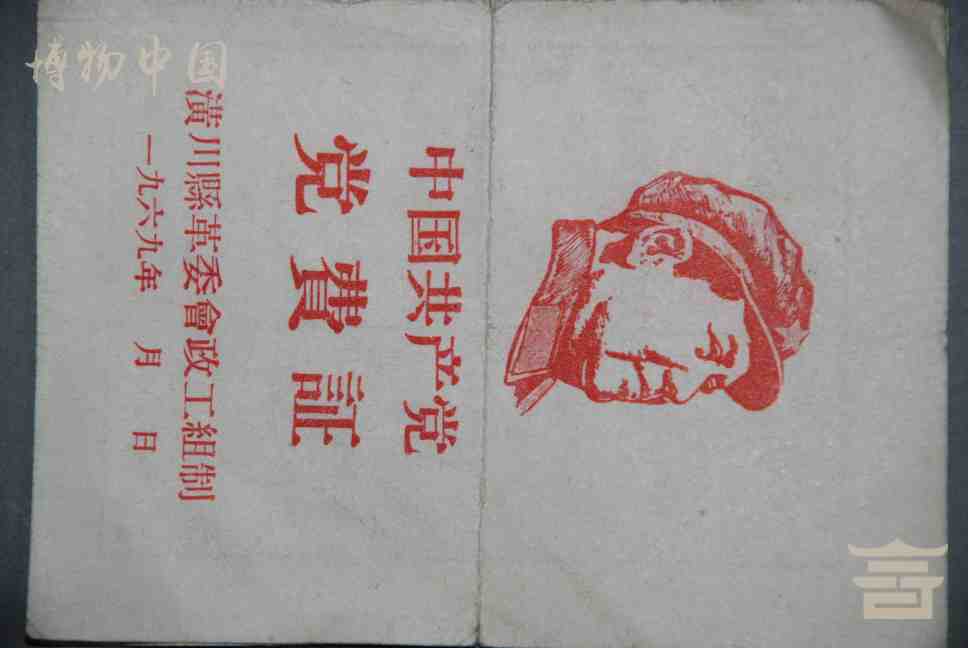 博物中国
中国共产党
党费証
潢川縣革委會政工組制
一九六九年 月 日